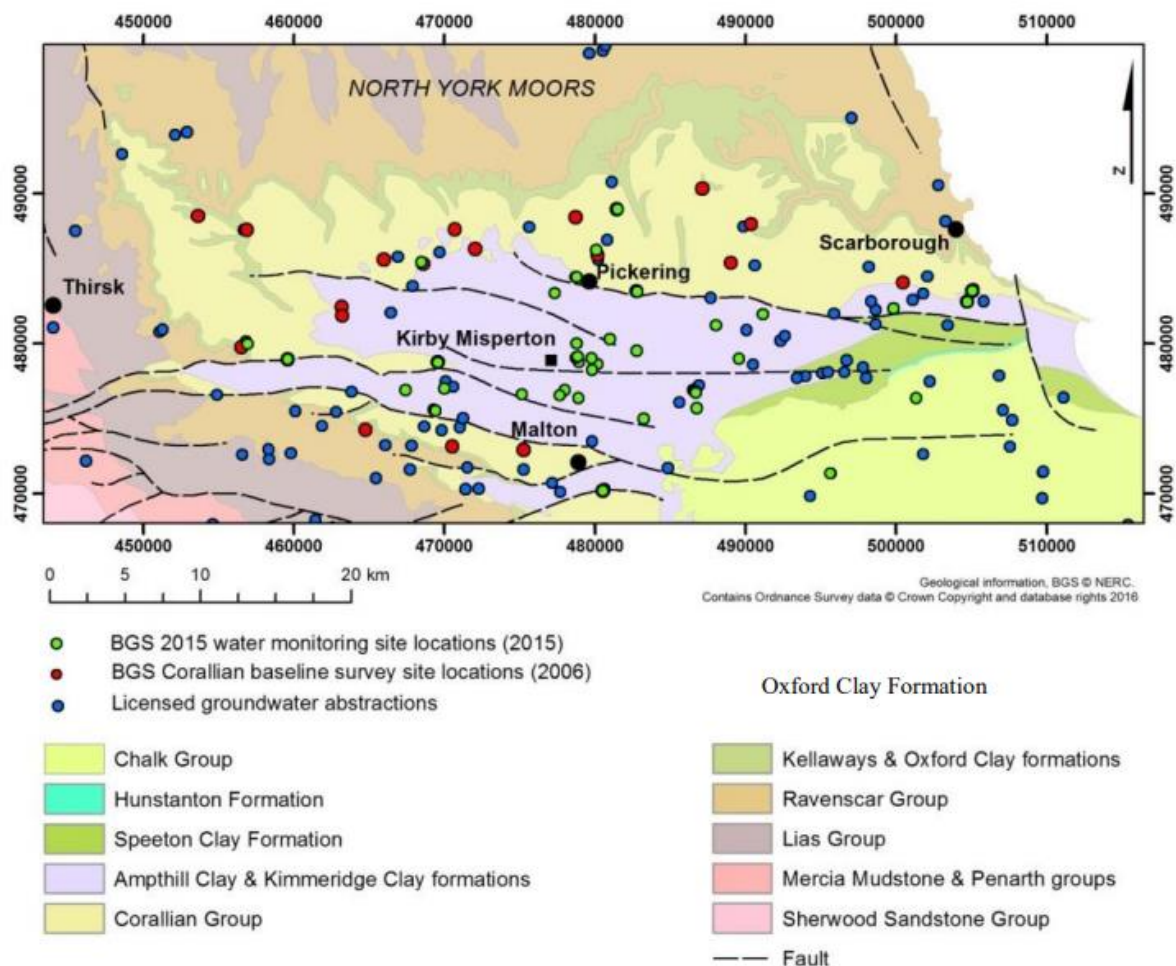 450000 460000 470000 480000 490000 500000 510000
NORTH YORK MOORS
N
490000 490000
Scarborough
Pickering
Thirsk
Kirby Misperton
480000 480000
Malton
470000 470000
450000 460000 470000 480000 490000 500000 510000
0 5 10 20 km
Geological information, BGS © NERC.
Contains Ordnance Survey data © Crown Copyright and database rights 2016
BGS 2015 water monitoring site locations (2015)
BGS Corallian baseline survey site locations (2006)
Licensed groundwater abstractions
Oxford Clay Formation
Chalk Group
Hunstanton Formation
Speeton Clay Formation
Ampthill Clay & Kimmeridge Clay formations
Corallian Group
Kellaways & Oxford Clay formations
Ravenscar Group
Lias Group
Mercia Mudstone & Penarth groups
Sherwood Sandstone Group
Fault